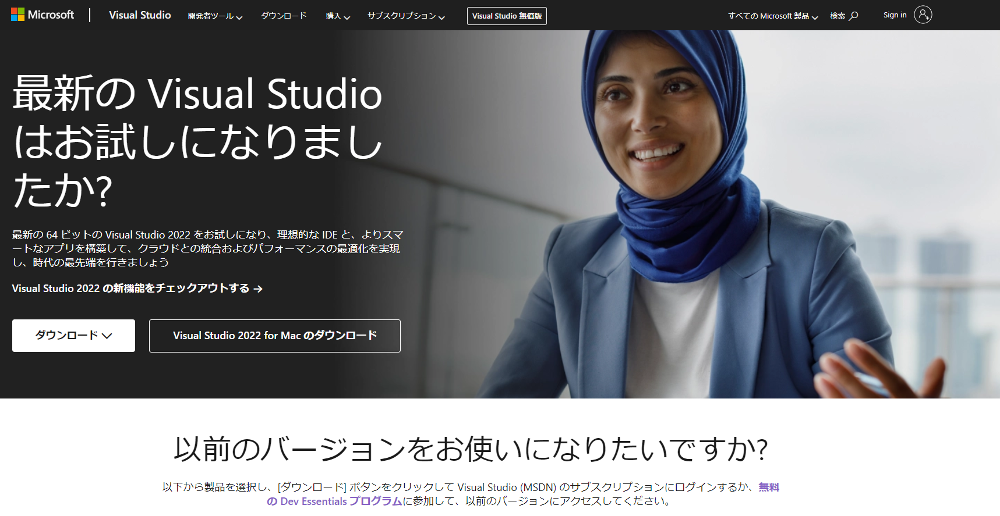 Microsoft
Visual Studio
開発者ツール
ダウンロード
購入
サブスクリプション
Visual Studio 無償版
すべての Microsoft 製品
検索
Sign in
最新の Visual Studio
はお試しになりまし
たか?
最新の 64 ビットの Visual Studio 2022 をお試しになり、理想的な IDE と、よりスマ
ートなアプリを構築して、クラウドとの統合およびパフォーマンスの最適化を実現
し、時代の最先端を行きましょう
Visual Studio 2022 の新機能をチェックアウトする
ダウンロード
Visual Studio 2022 for Mac のダウンロード
以前のバージョンをお使いになりたいですか?
以下から製品を選択し、[ダウンロード] ボタンをクリックして Visual Studio (MSDN) のサブスクリプションにログインするか、無料
の Dev Essentials プログラムに参加して、以前のバージョンにアクセスしてください。